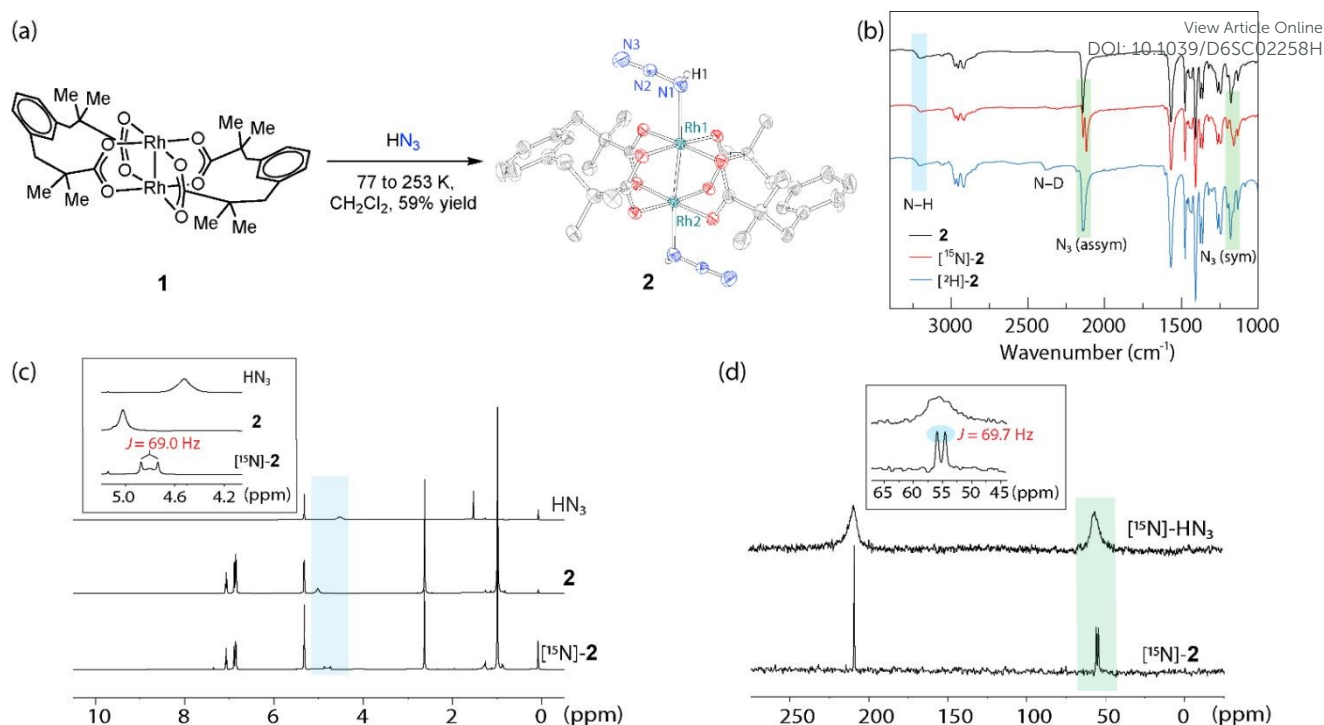 View Article Online
DOI: 10.1039/D6SC02258H
(a)
Me
Me
Me
Me
O
O
O
O
Rh
Rh
O
O
O
O
Me
Me
Me
Me
1
HN₃
77 to 253 K,
CH₂Cl₂, 59% yield
N3
N2
N1
H1
Rh1
Rh2
2
(b)
N–H
N–D
N₃ (assym)
N₃ (sym)
2
[¹⁵N]-2
[²H]-2
3000 2500 2000 1500 1000
Wavenumber (cm⁻¹)
(c)
HN₃
2
J = 69.0 Hz
[¹⁵N]-2
5.0 4.6 4.2 (ppm)
HN₃
2
[¹⁵N]-2
10 8 6 4 2 0 (ppm)
(d)
J = 69.7 Hz
65 60 55 50 45 (ppm)
[¹⁵N]-HN₃
[¹⁵N]-2
250 200 150 100 50 0 (ppm)